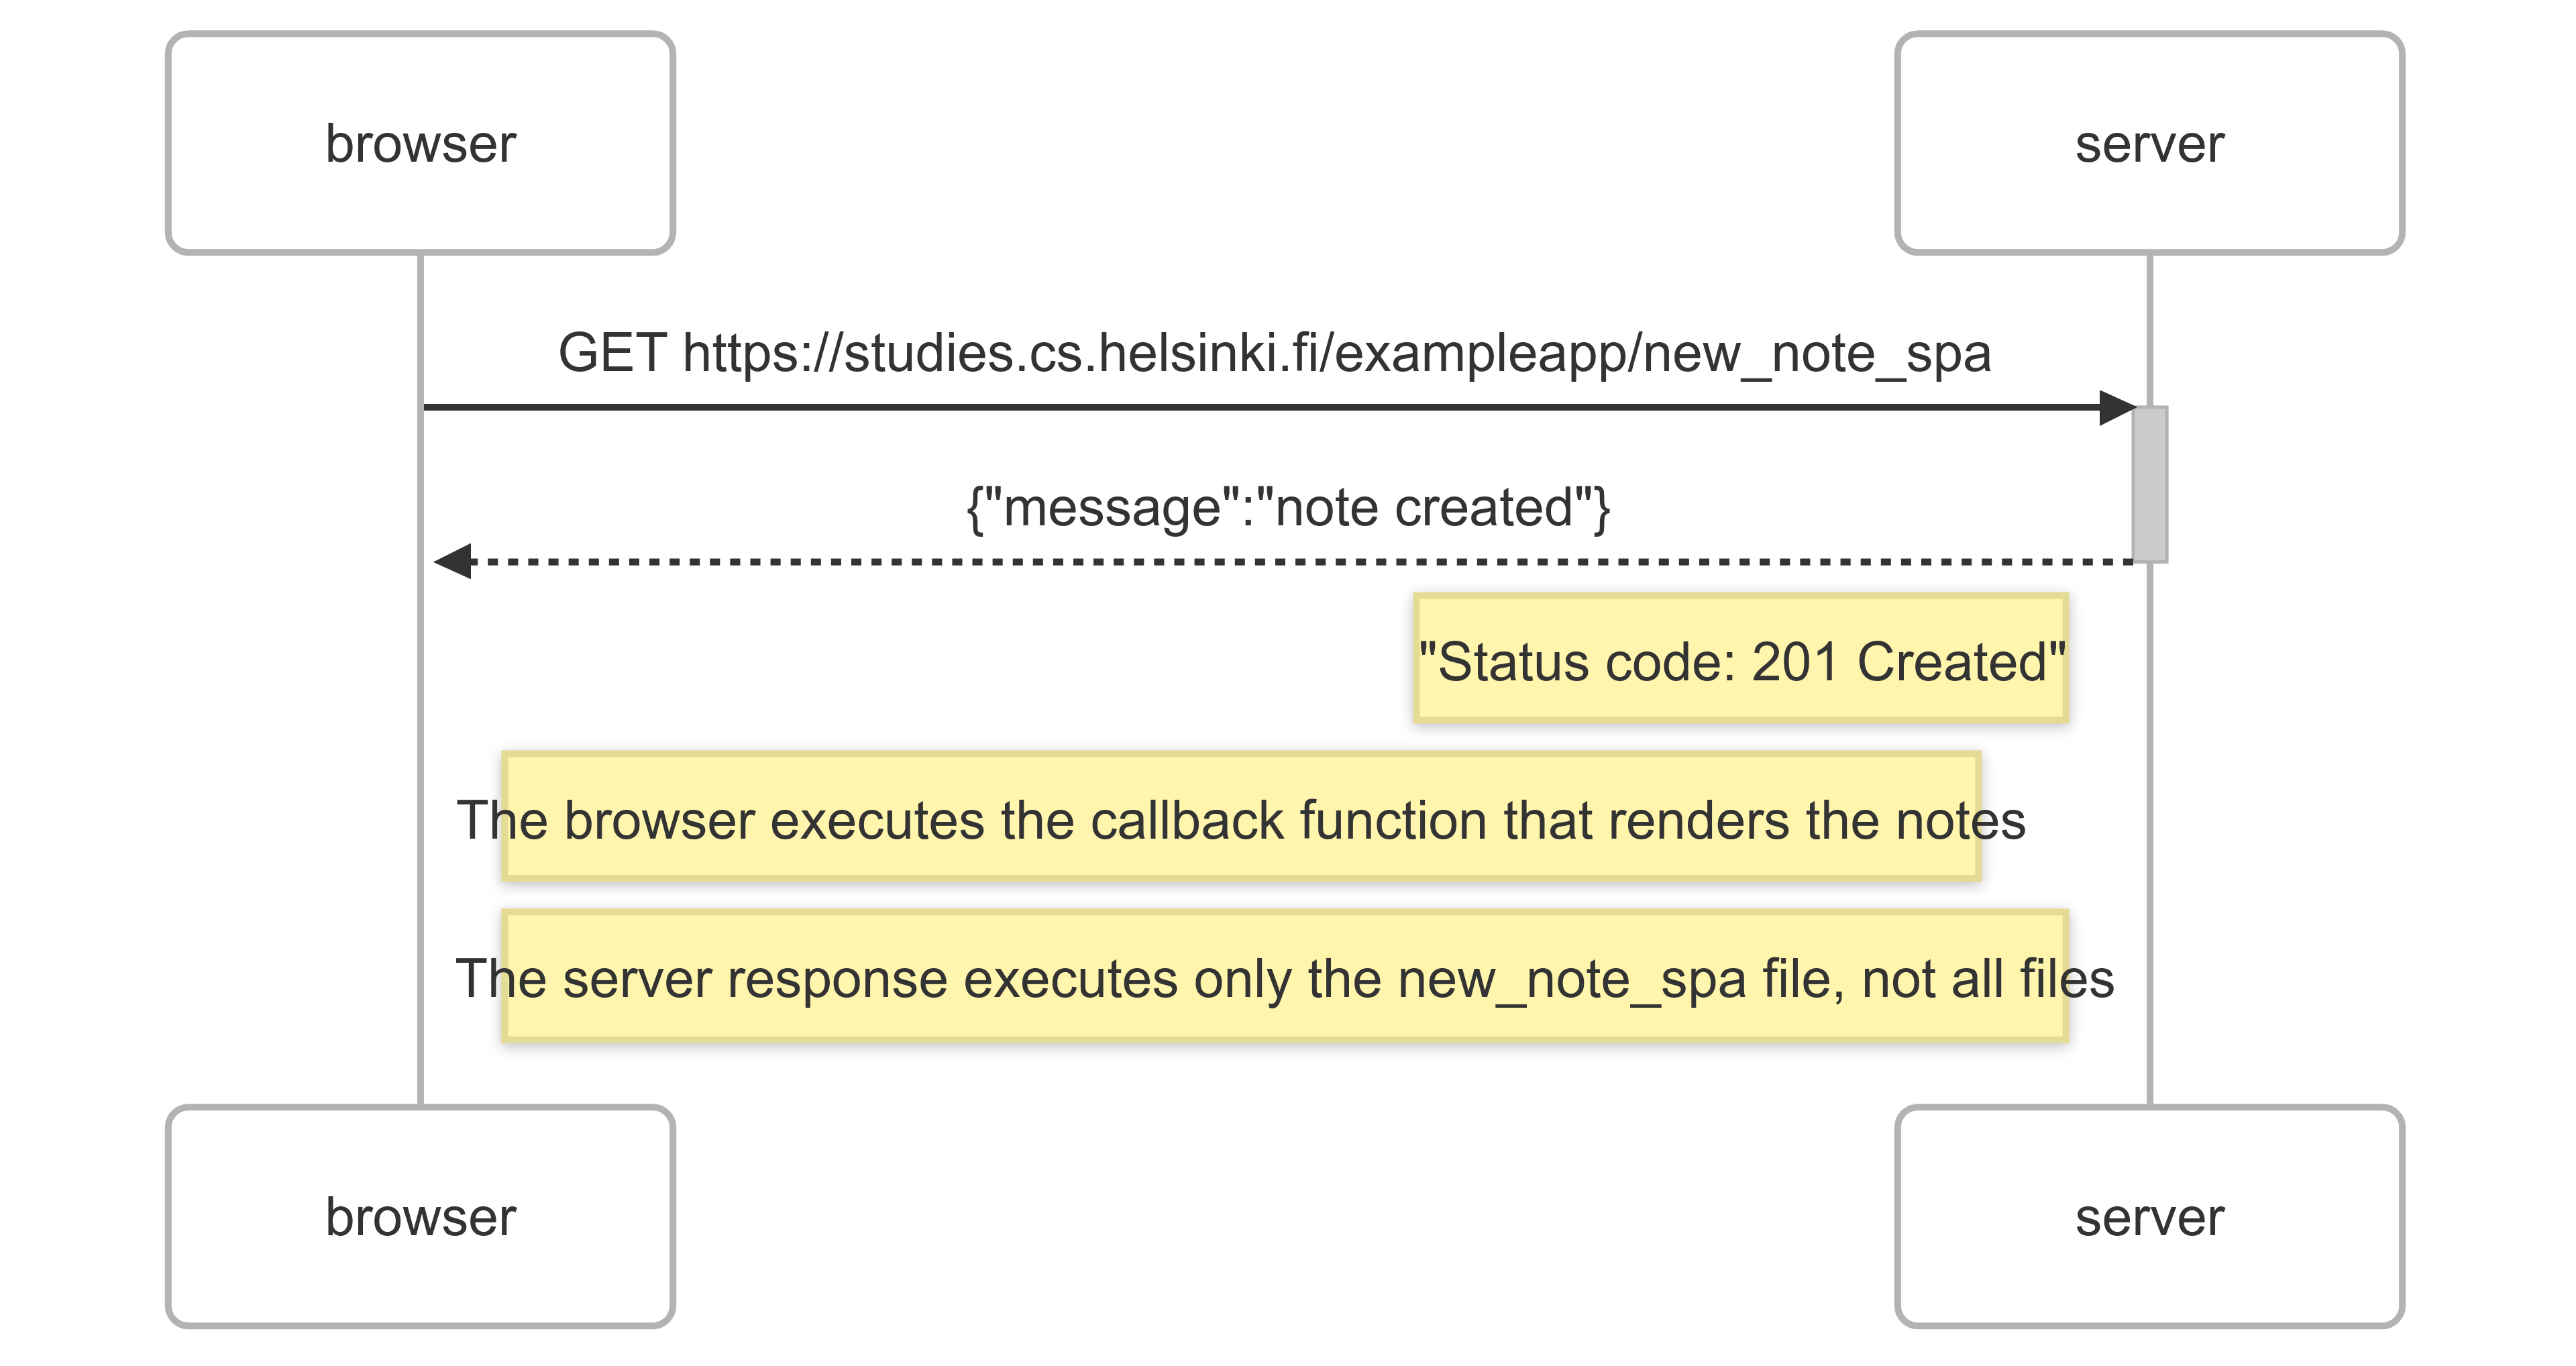 browser
server
GET https://studies.cs.helsinki.fi/exampleapp/new_note_spa
{"message":"note created"}
"Status code: 201 Created"
The browser executes the callback function that renders the notes
The server response executes only the new_note_spa file, not all files
browser
server